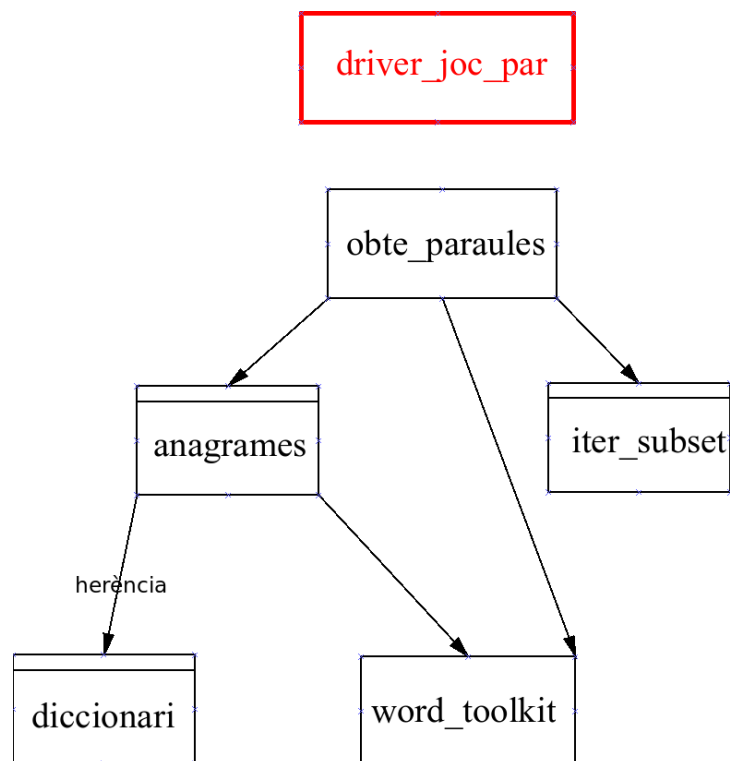 driver_joc_par
obte_paraules
anagrames
iter_subset
herència
diccionari
word_toolkit